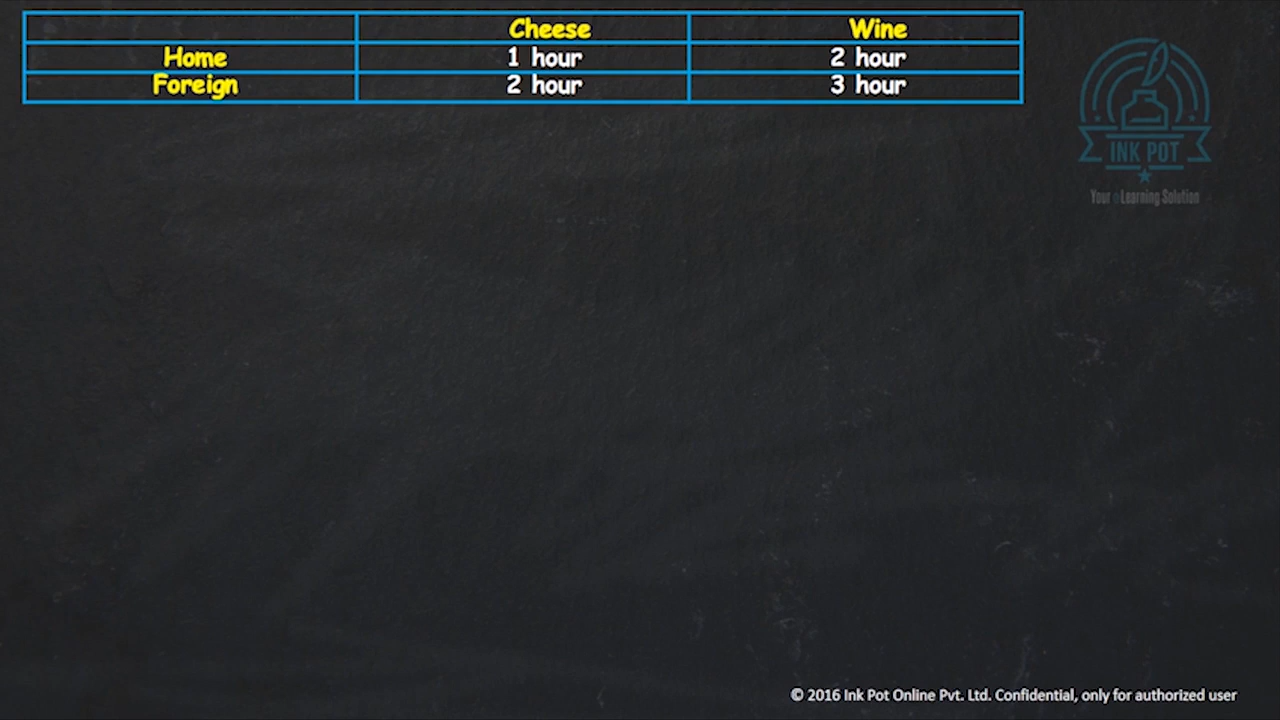 Cheese Wine
Home 1 hour 2 hour
Foreign 2 hour 3 hour
INK POT
Your eLearning Solution
© 2016 Ink Pot Online Pvt. Ltd. Confidential, only for authorized user